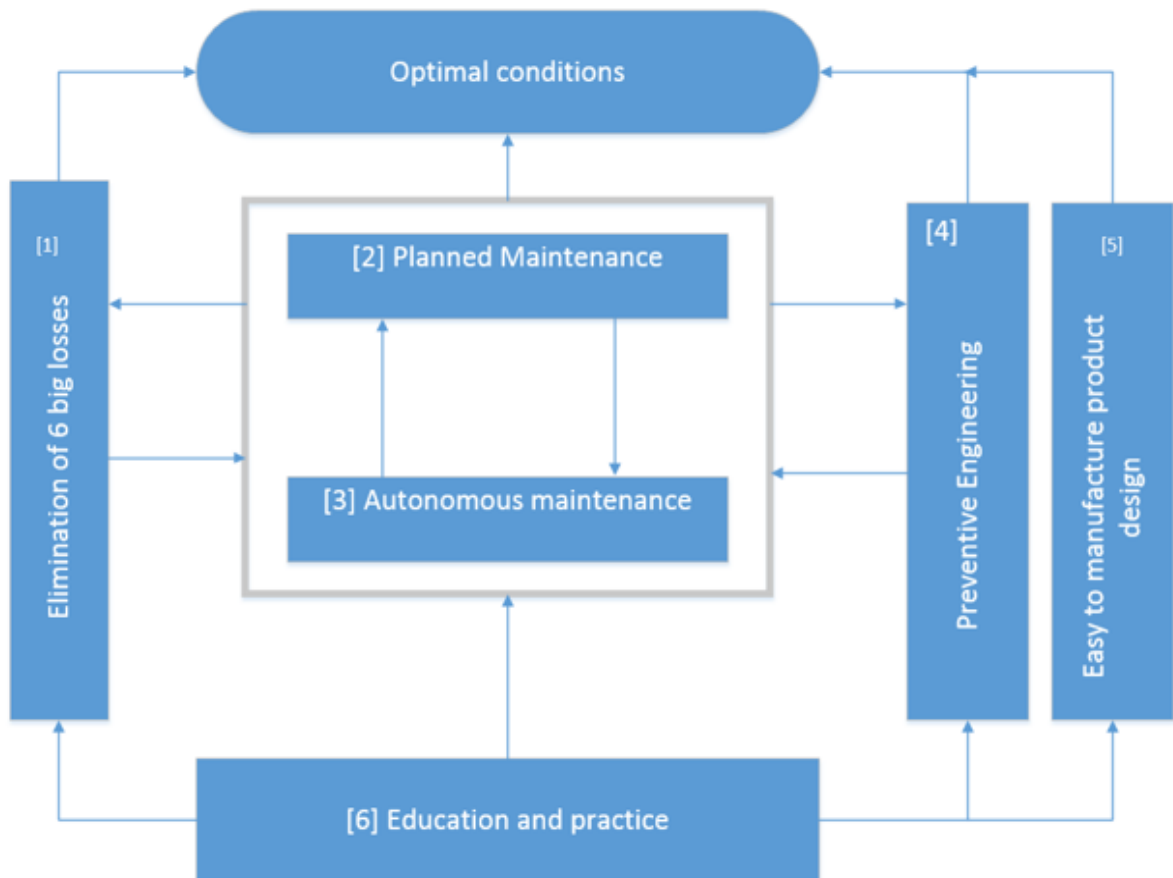 Optimal conditions
[1]
Elimination of 6 big losses
[2] Planned Maintenance
[3] Autonomous maintenance
[4]
Preventive Engineering
[5]
Easy to manufacture product
design
[6] Education and practice